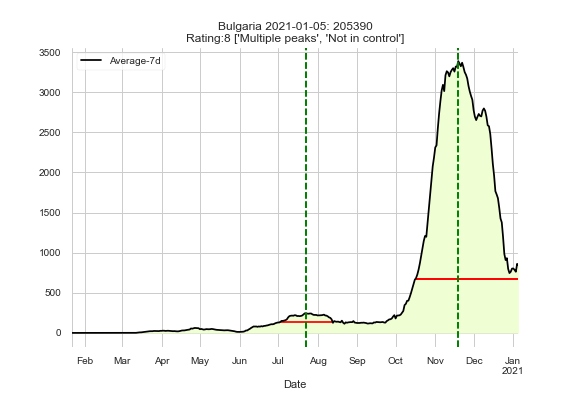 Bulgaria 2021-01-05: 205390
Rating:8 ['Multiple peaks', 'Not in control']
Average-7d
3500
3000
2500
2000
1500
1000
500
0
Feb Mar Apr May Jun Jul Aug Sep Oct Nov Dec Jan
2021
Date